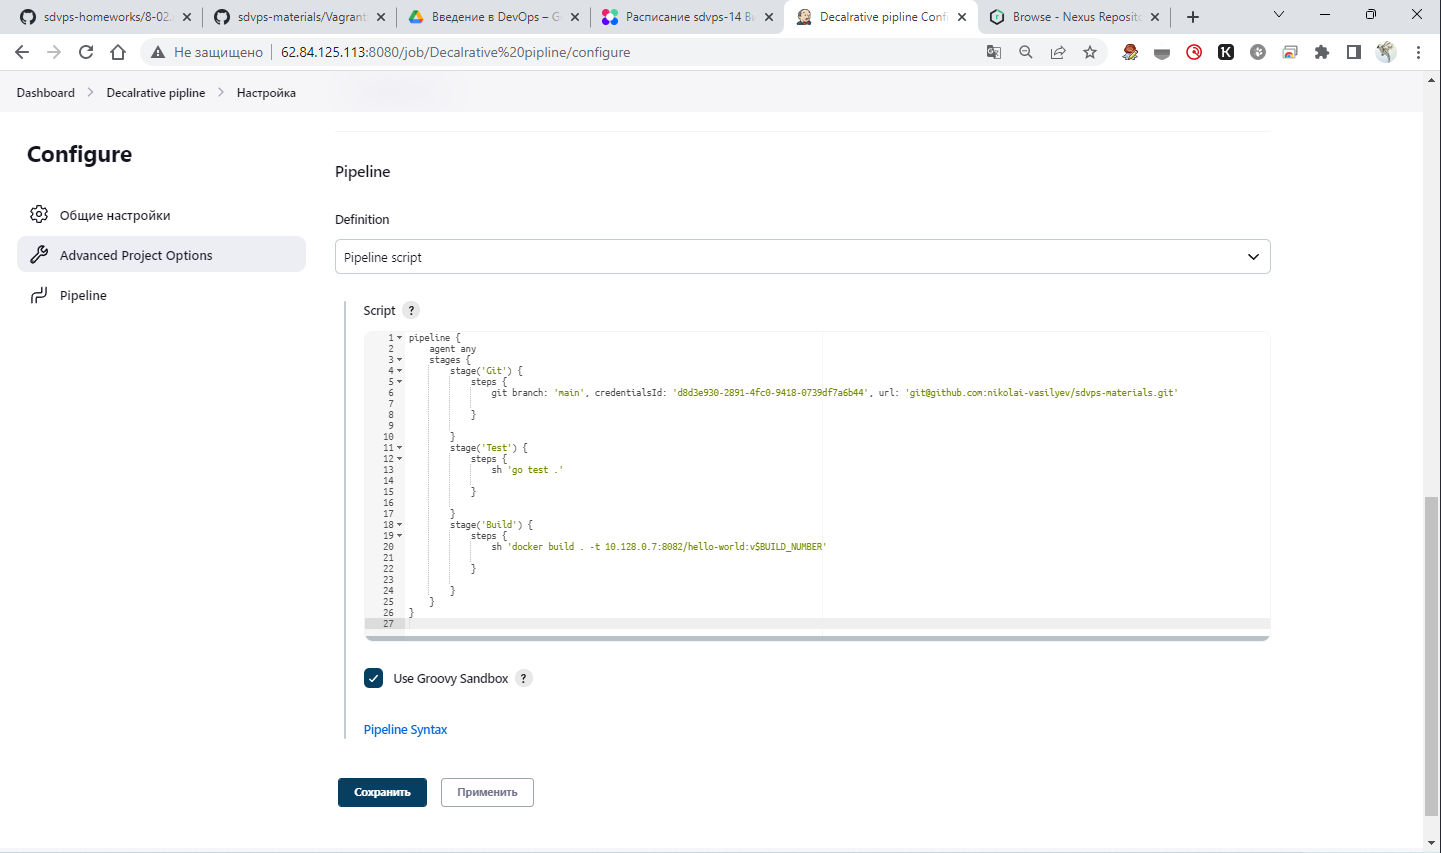 sdvps-homeworks/8-02.
sdvps-materials/Vagrant
Введение в DevOps – G
Расписание sdvps-14 В
Decalrative pipline Confi
Browse - Nexus Reposito
Не защищено
62.84.125.113:8080/job/Decalrative%20pipline/configure
Dashboard > Decalrative pipline > Настройка
Configure
Общие настройки
Advanced Project Options
Pipeline
Pipeline
Definition
Pipeline script
Script ?
1 pipeline {
2 agent any
3 stages {
4 stage('Git') {
5 steps {
6 git branch: 'main', credentialsId: 'd8d3e930-2891-4fc0-9418-0739df7a6b44', url: 'git@github.com:nikolai-vasilyev/sdvps-materials.git'
7
8 }
9
10 }
11 stage('Test') {
12 steps {
13 sh 'go test .'
14
15 }
16
17 }
18 stage('Build') {
19 steps {
20 sh 'docker build . -t 10.128.0.7:8082/hello-world:v$BUILD_NUMBER'
21
22 }
23
24 }
25 }
26 }
27
Use Groovy Sandbox ?
Pipeline Syntax
Сохранить
Применить